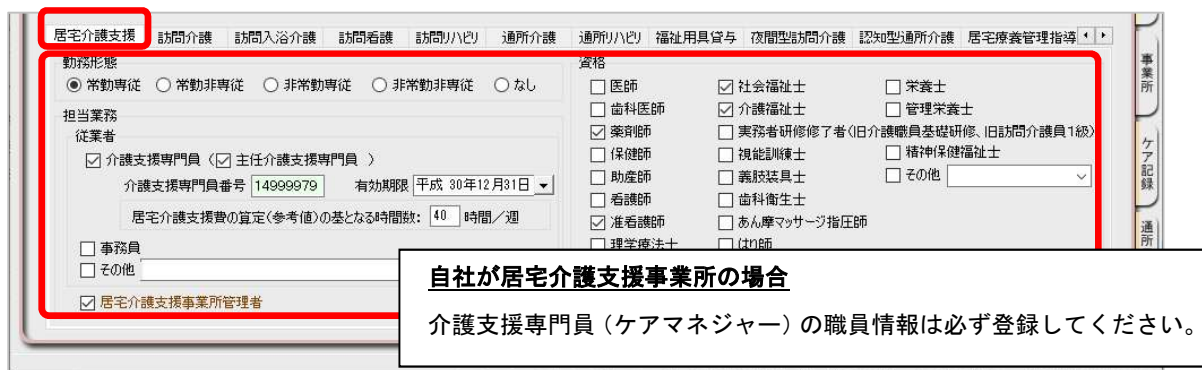 居宅介護支援 訪問介護 訪問入浴介護 訪問看護 訪問リハビリ 通所介護 通所リハビリ 福祉用具貸与 夜間型訪問介護 認知型通所介護 居宅療養管理指導
勤務形態
常勤専従 常勤非専従 非常勤専従 非常勤非専従 なし
担当業務
従業者
介護支援専門員 (主任介護支援専門員 )
介護支援専門員番号 14999979 有効期限 平成 30年12月31日
居宅介護支援費の算定(参考値)の基となる時間数: 40 時間/週
事務員
その他
居宅介護支援事業所管理者
資格
医師 社会福祉士 栄養士
歯科医師 介護福祉士 管理栄養士
薬剤師 実務者研修修了者(旧介護職員基礎研修、旧訪問介護員1級)
保健師 視能訓練士 精神保健福祉士
助産師 義肢装具士 その他
看護師 歯科衛生士
准看護師 あん摩マッサージ指圧師
理学療法士 はり師
事業所
ケア記録
通所
自社が居宅介護支援事業所の場合
介護支援専門員(ケアマネジャー)の職員情報は必ず登録してください。